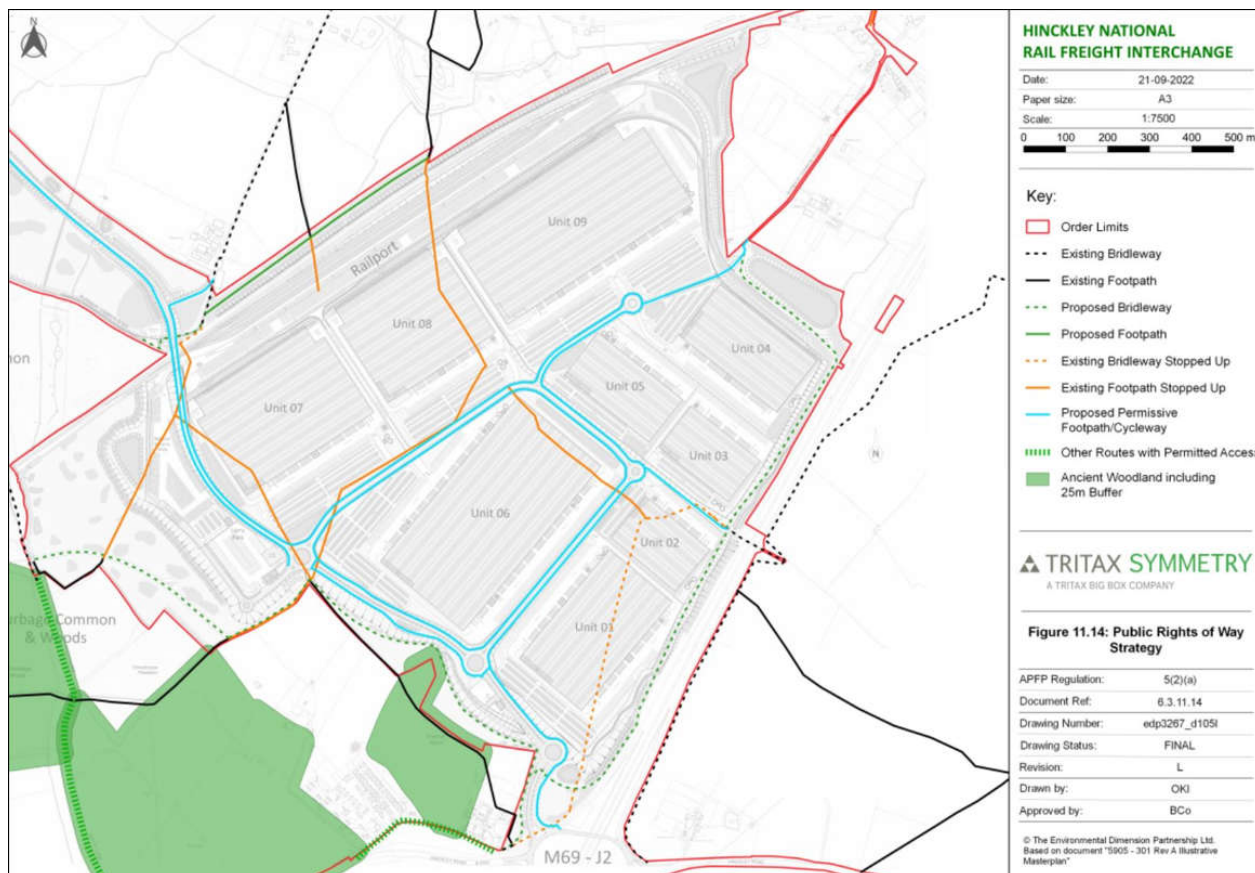 N
Railport
Unit 09
Unit 08
Unit 07
Unit 06
Unit 05
Unit 04
Unit 03
Unit 02
Unit 01
Lorry
Park
Common
& Woods
M69 - J2
N
HINCKLEY NATIONAL
RAIL FREIGHT INTERCHANGE
Date: 21-09-2022
Paper size: A3
Scale: 1:7500
0 100 200 300 400 500 m
Key:
Order Limits
Existing Bridleway
Existing Footpath
Proposed Bridleway
Proposed Footpath
Existing Bridleway Stopped Up
Existing Footpath Stopped Up
Proposed Permissive
Footpath/Cycleway
Other Routes with Permitted Access
Ancient Woodland including
25m Buffer
TRITAX SYMMETRY
A TRITAX BIG BOX COMPANY
Figure 11.14: Public Rights of Way
Strategy
APFP Regulation: 5(2)(a)
Document Ref: 6.3.11.14
Drawing Number: edp3267_d105l
Drawing Status: FINAL
Revision: L
Drawn by: OKI
Approved by: BCo
© The Environmental Dimension Partnership Ltd.
Based on document "5905 - 301 Rev A Illustrative
Masterplan"